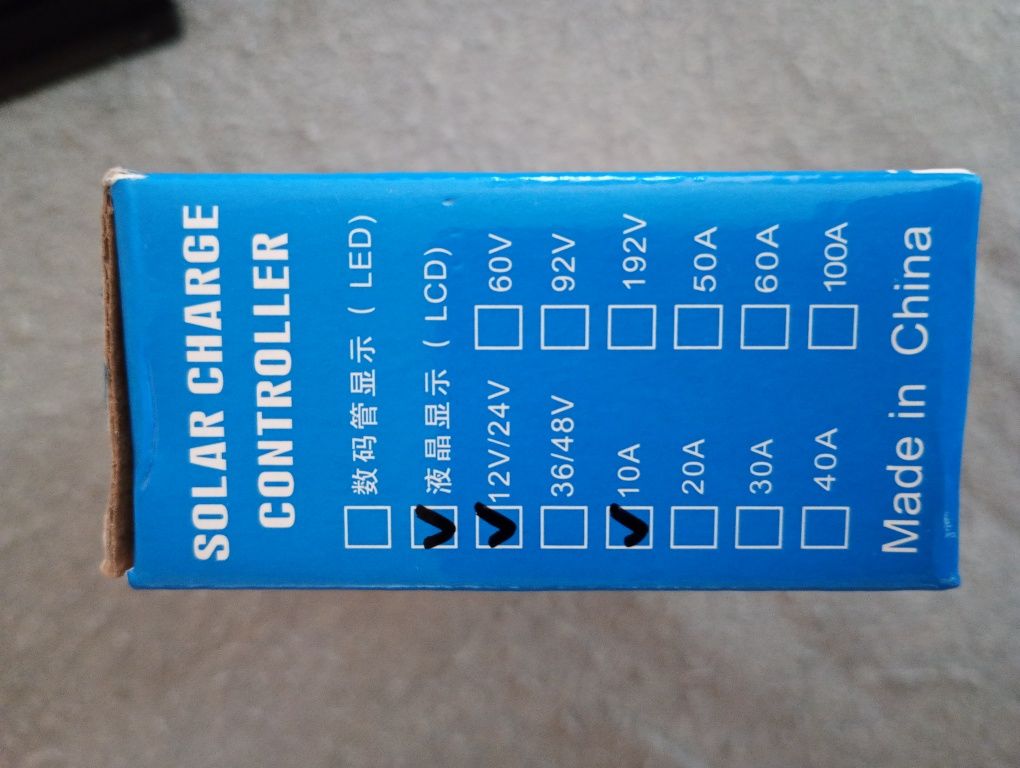 SOLAR CHARGE
CONTROLLER
数码管显示 ( LED)
液晶显示 ( LCD)
12V/24V 60V
36/48V 92V
10A 192V
20A 50A
30A 60A
40A 100A
Made in China